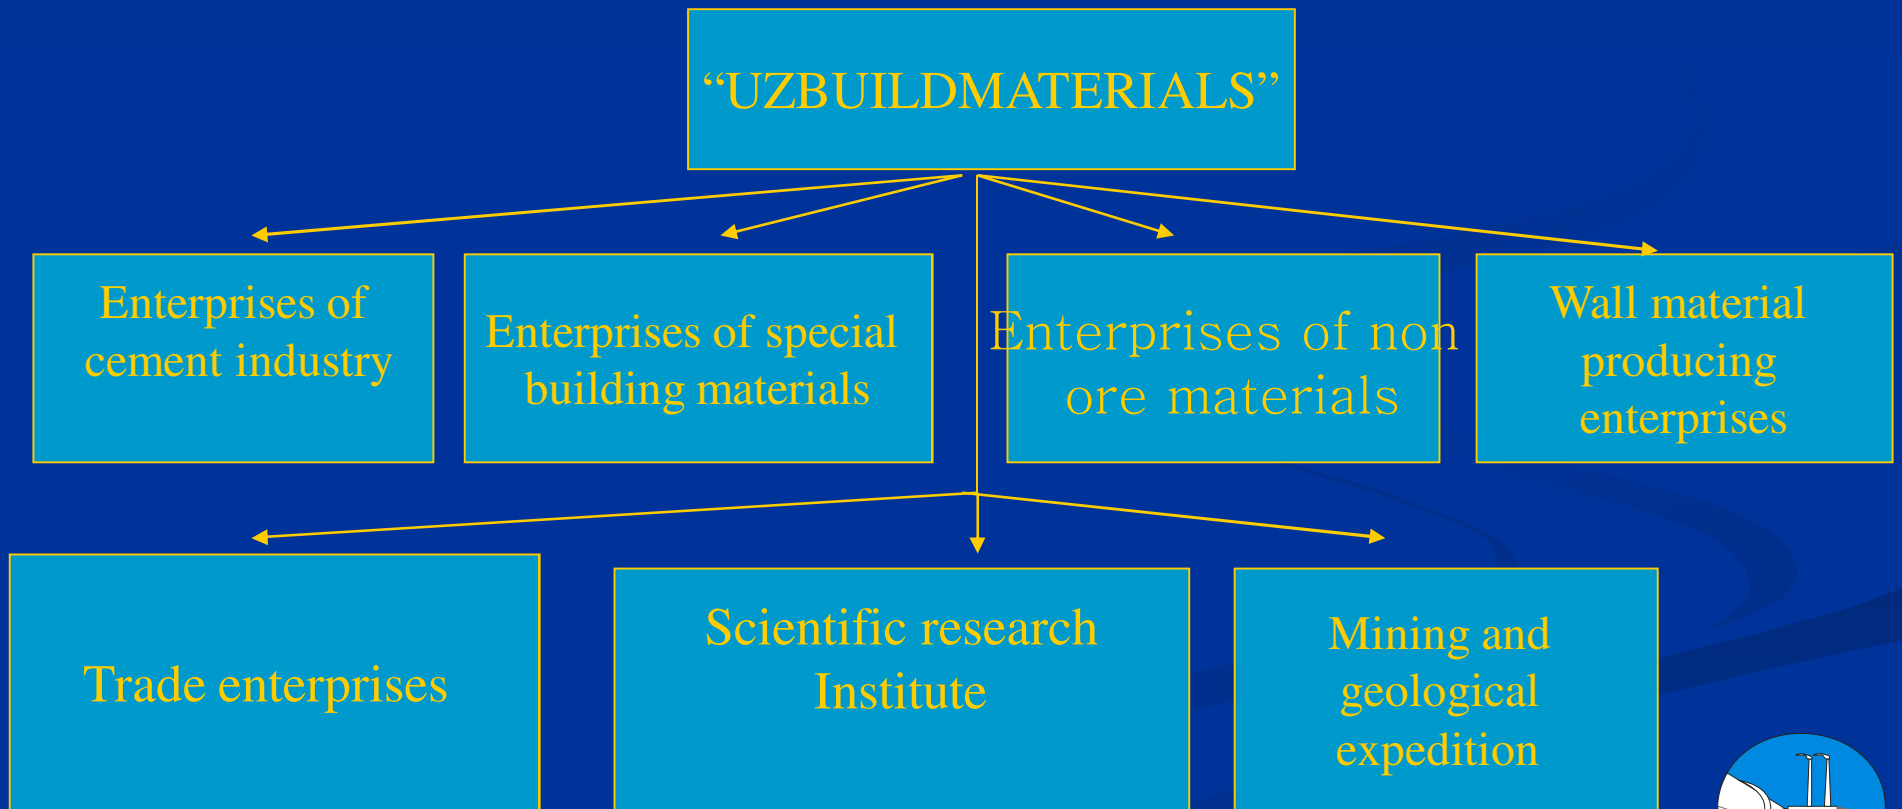 “UZBUILDMATERIALS”
Enterprises of
cement industry
Enterprises of special
building materials
Enterprises of non
ore materials
Wall material
producing
enterprises
Trade enterprises
Scientific research
Institute
Mining and
geological
expedition